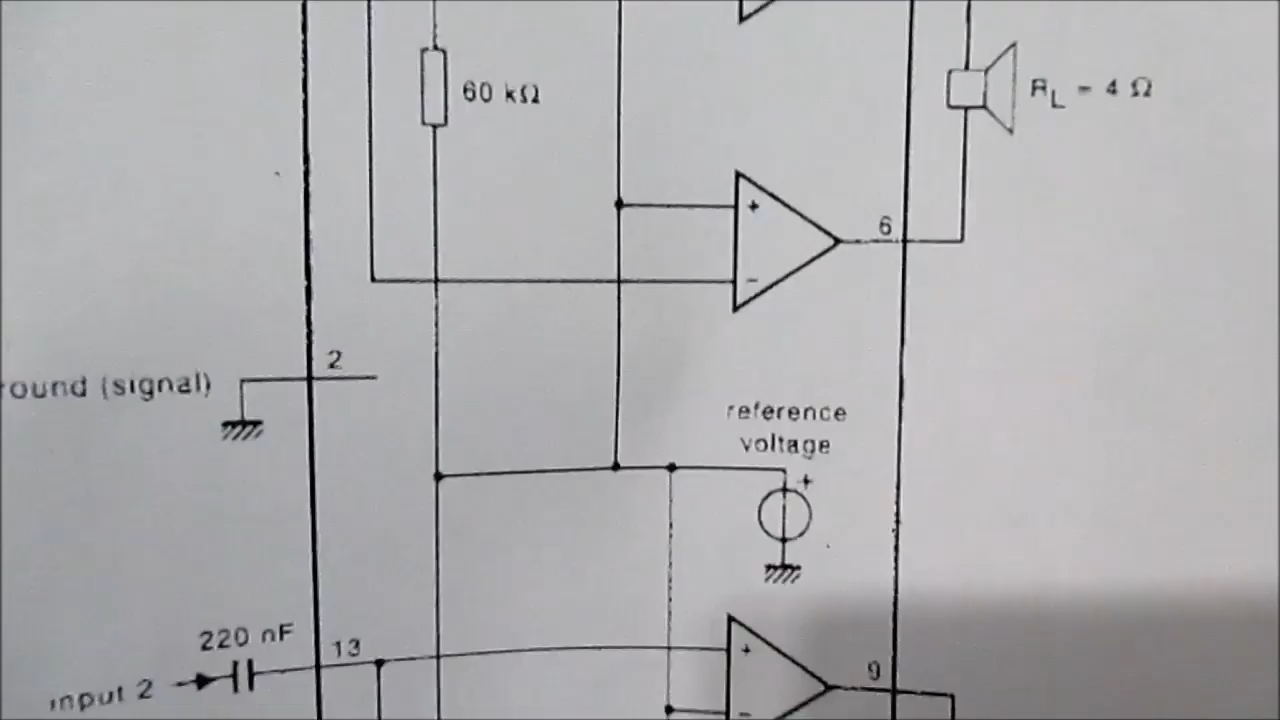 60 kΩ
R_L = 4 Ω
+
6
−
2
round (signal)
reference
voltage
+
220 nF
13
+
9
input 2
−